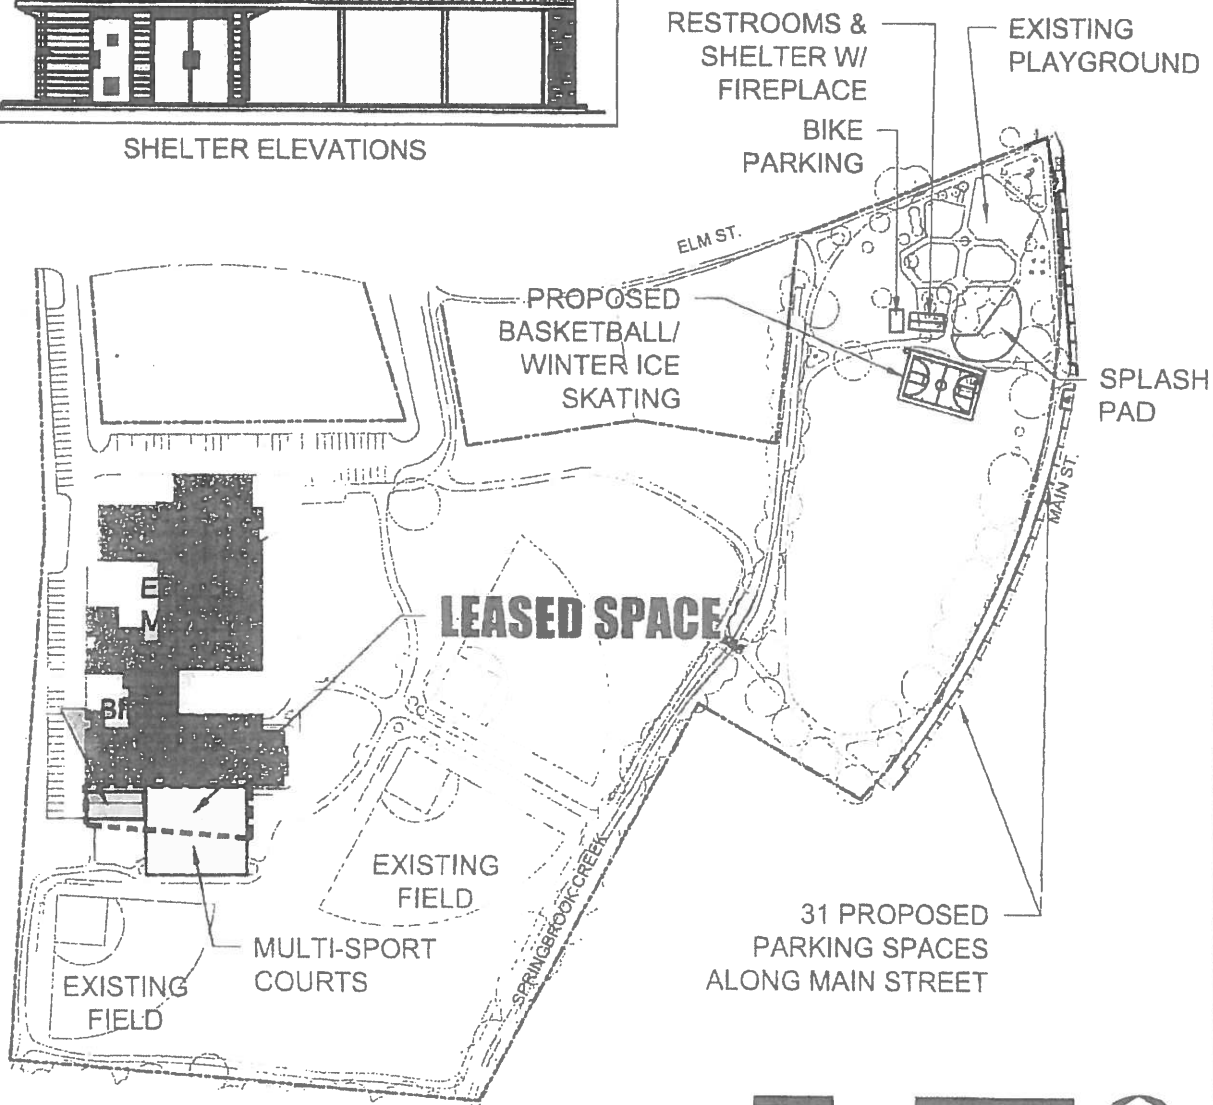 RESTROOMS &
SHELTER W/
FIREPLACE
EXISTING
PLAYGROUND
BIKE
PARKING
SHELTER ELEVATIONS
ELM ST.
PROPOSED
BASKETBALL/
WINTER ICE
SKATING
SPLASH
PAD
MAIN ST.
E
M
LEASED SPACE
BI
EXISTING
FIELD
SPRINGBROOK CREEK
31 PROPOSED
PARKING SPACES
ALONG MAIN STREET
MULTI-SPORT
COURTS
EXISTING
FIELD